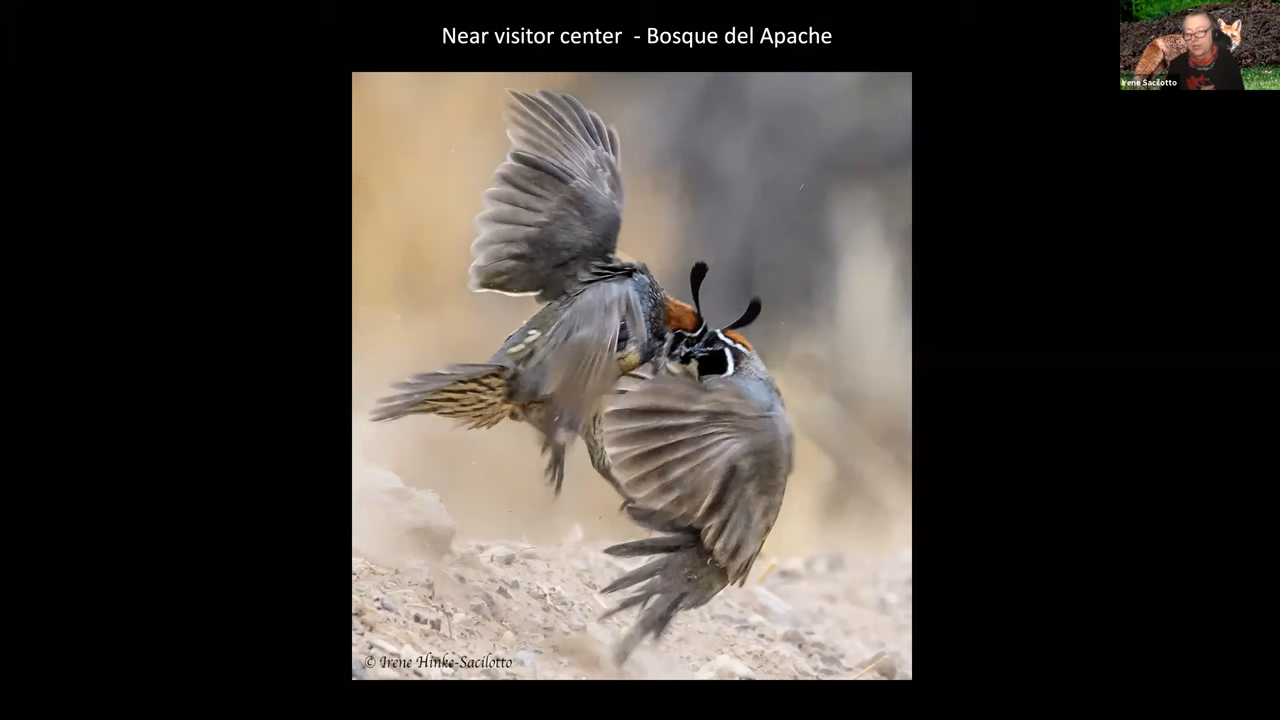 Near visitor center - Bosque del Apache
Irene Sacilotto
© Irene Hinke-Sacilotto